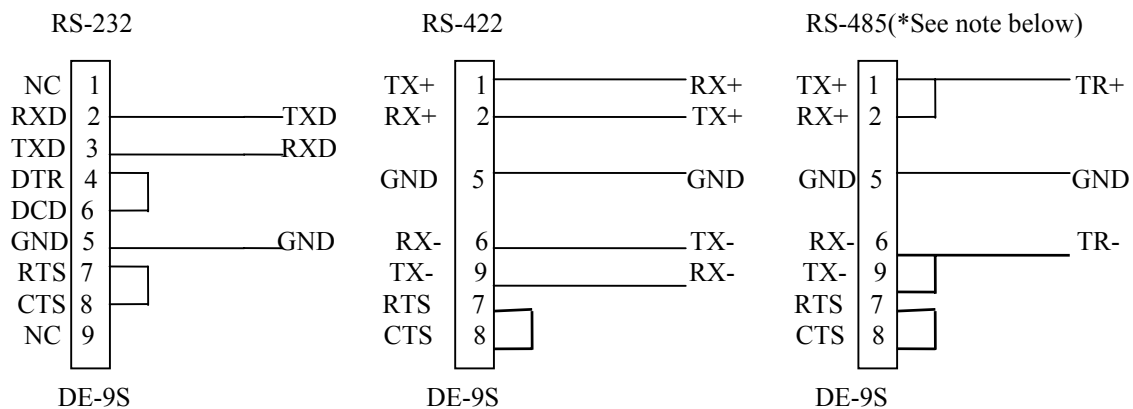 RS-232
NC 1
RXD 2 TXD
TXD 3 RXD
DTR 4
DCD 6
GND 5 GND
RTS 7
CTS 8
NC 9
DE-9S
RS-422
TX+ 1 RX+
RX+ 2 TX+
GND 5 GND
RX- 6 TX-
TX- 9 RX-
RTS 7
CTS 8
DE-9S
RS-485(*See note below)
TX+ 1 TR+
RX+ 2
GND 5 GND
RX- 6 TR-
TX- 9
RTS 7
CTS 8
DE-9S